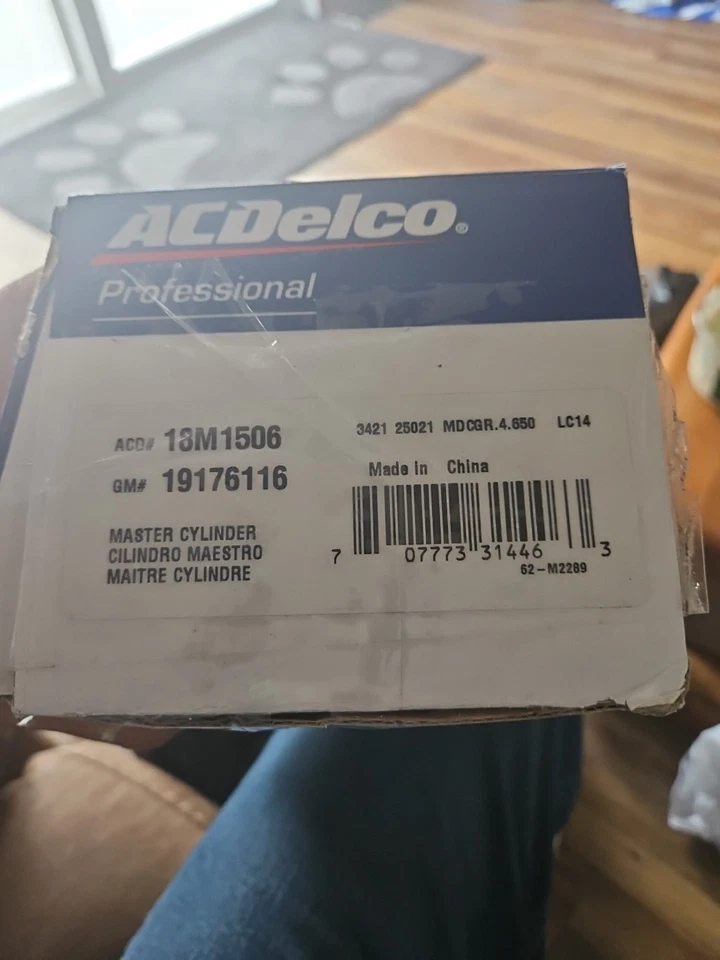 ACDelco®
Professional
ACD# 18M1506
GM# 19176116
3421 25021 MDCGR.4.650 LC14
Made in China
MASTER CYLINDER
CILINDRO MAESTRO
MAITRE CYLINDRE
7 07773 31446 3
62-M2289